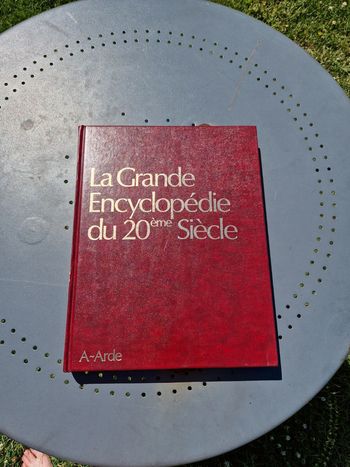 La Grande
Encyclopédie
du 20ème Siècle
A-Arde